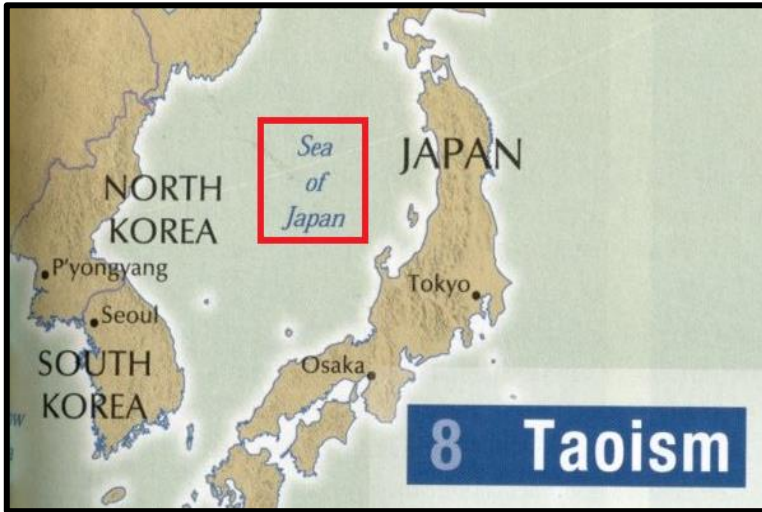 Sea
of
Japan
JAPAN
NORTH
KOREA
P'yongyang
Tokyo
Seoul
SOUTH
KOREA
Osaka
8 Taoism